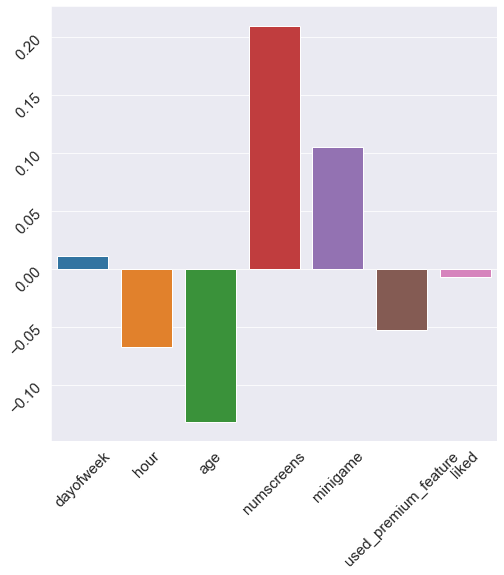 0.20
0.15
0.10
0.05
0.00
−0.05
−0.10
dayofweek
hour
age
numscreens
minigame
used_premium_feature
liked